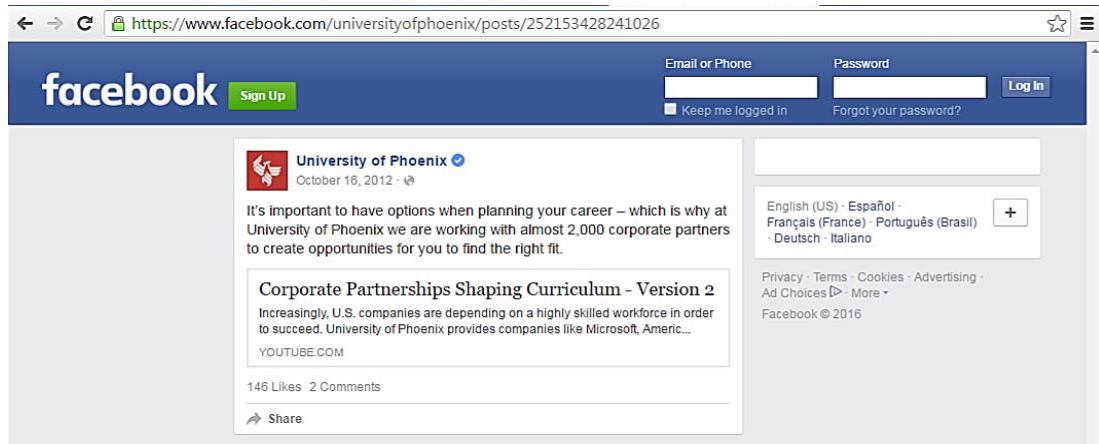 https://www.facebook.com/universityofphoenix/posts/252153428241026
facebook
Sign Up
Email or Phone
Password
Log In
Keep me logged in
Forgot your password?
University of Phoenix
October 16, 2012 ·
It's important to have options when planning your career – which is why at
University of Phoenix we are working with almost 2,000 corporate partners
to create opportunities for you to find the right fit.
Corporate Partnerships Shaping Curriculum - Version 2
Increasingly, U.S. companies are depending on a highly skilled workforce in order
to succeed. University of Phoenix provides companies like Microsoft, Americ...
YOUTUBE.COM
146 Likes 2 Comments
Share
English (US) · Español ·
Français (France) · Português (Brasil)
· Deutsch · Italiano
+
Privacy · Terms · Cookies · Advertising ·
Ad Choices · More
Facebook © 2016